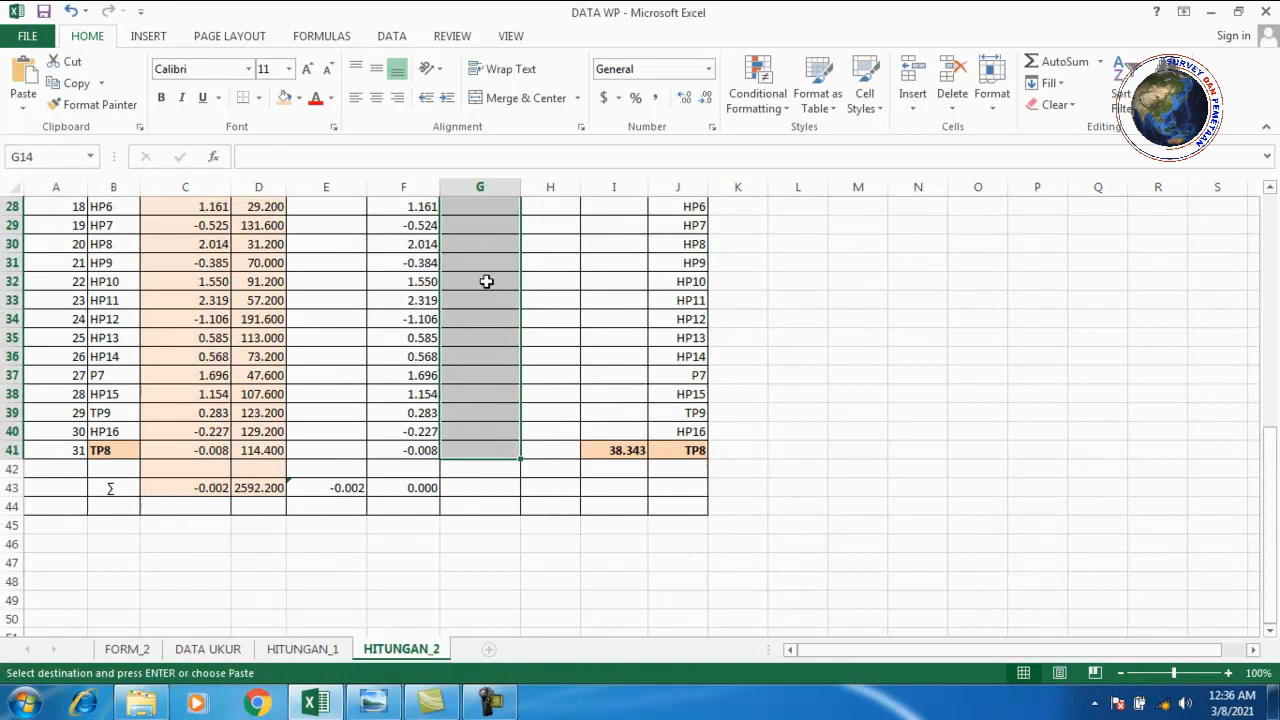 DATA WP - Microsoft Excel
Sign in
FILE HOME INSERT PAGE LAYOUT FORMULAS DATA REVIEW VIEW
Cut
Copy
Format Painter
Paste
Clipboard
Calibri 11
B I U A
Font
Wrap Text
Merge & Center
Alignment
General
$ % ,
Number
Conditional Formatting
Format as Table
Cell Styles
Styles
Insert Delete Format
Cells
AutoSum
Fill
Clear
Sort
Editing
SURVEY DAN PEMETAAN
G14
fx
A B C D E F G H I J K L M N O P Q R S
28 18 HP6 1.161 29.200 1.161 HP6
29 19 HP7 -0.525 131.600 -0.524 HP7
30 20 HP8 2.014 31.200 2.014 HP8
31 21 HP9 -0.385 70.000 -0.384 HP9
32 22 HP10 1.550 91.200 1.550 HP10
33 23 HP11 2.319 57.200 2.319 HP11
34 24 HP12 -1.106 191.600 -1.106 HP12
35 25 HP13 0.585 113.000 0.585 HP13
36 26 HP14 0.568 73.200 0.568 HP14
37 27 P7 1.696 47.600 1.696 P7
38 28 HP15 1.154 107.600 1.154 HP15
39 29 TP9 0.283 123.200 0.283 TP9
40 30 HP16 -0.227 129.200 -0.227 HP16
41 31 TP8 -0.008 114.400 -0.008 38.343 TP8
42
43 ∑ -0.002 2592.200 -0.002 0.000
44
45
46
47
48
49
50
FORM_2 DATA UKUR HITUNGAN_1 HITUNGAN_2
Select destination and press ENTER or choose Paste
100%
12:36 AM
3/8/2021